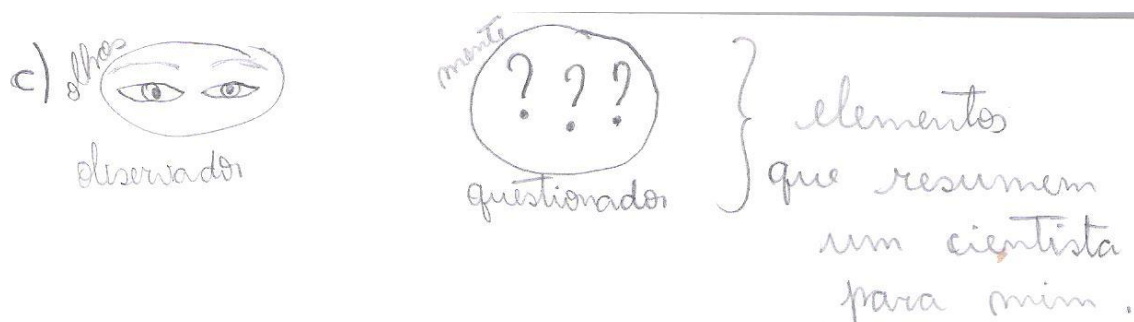 c) olhos
observador
mente
? ? ?
questionador
elementos
que resumem
um cientista
para mim.